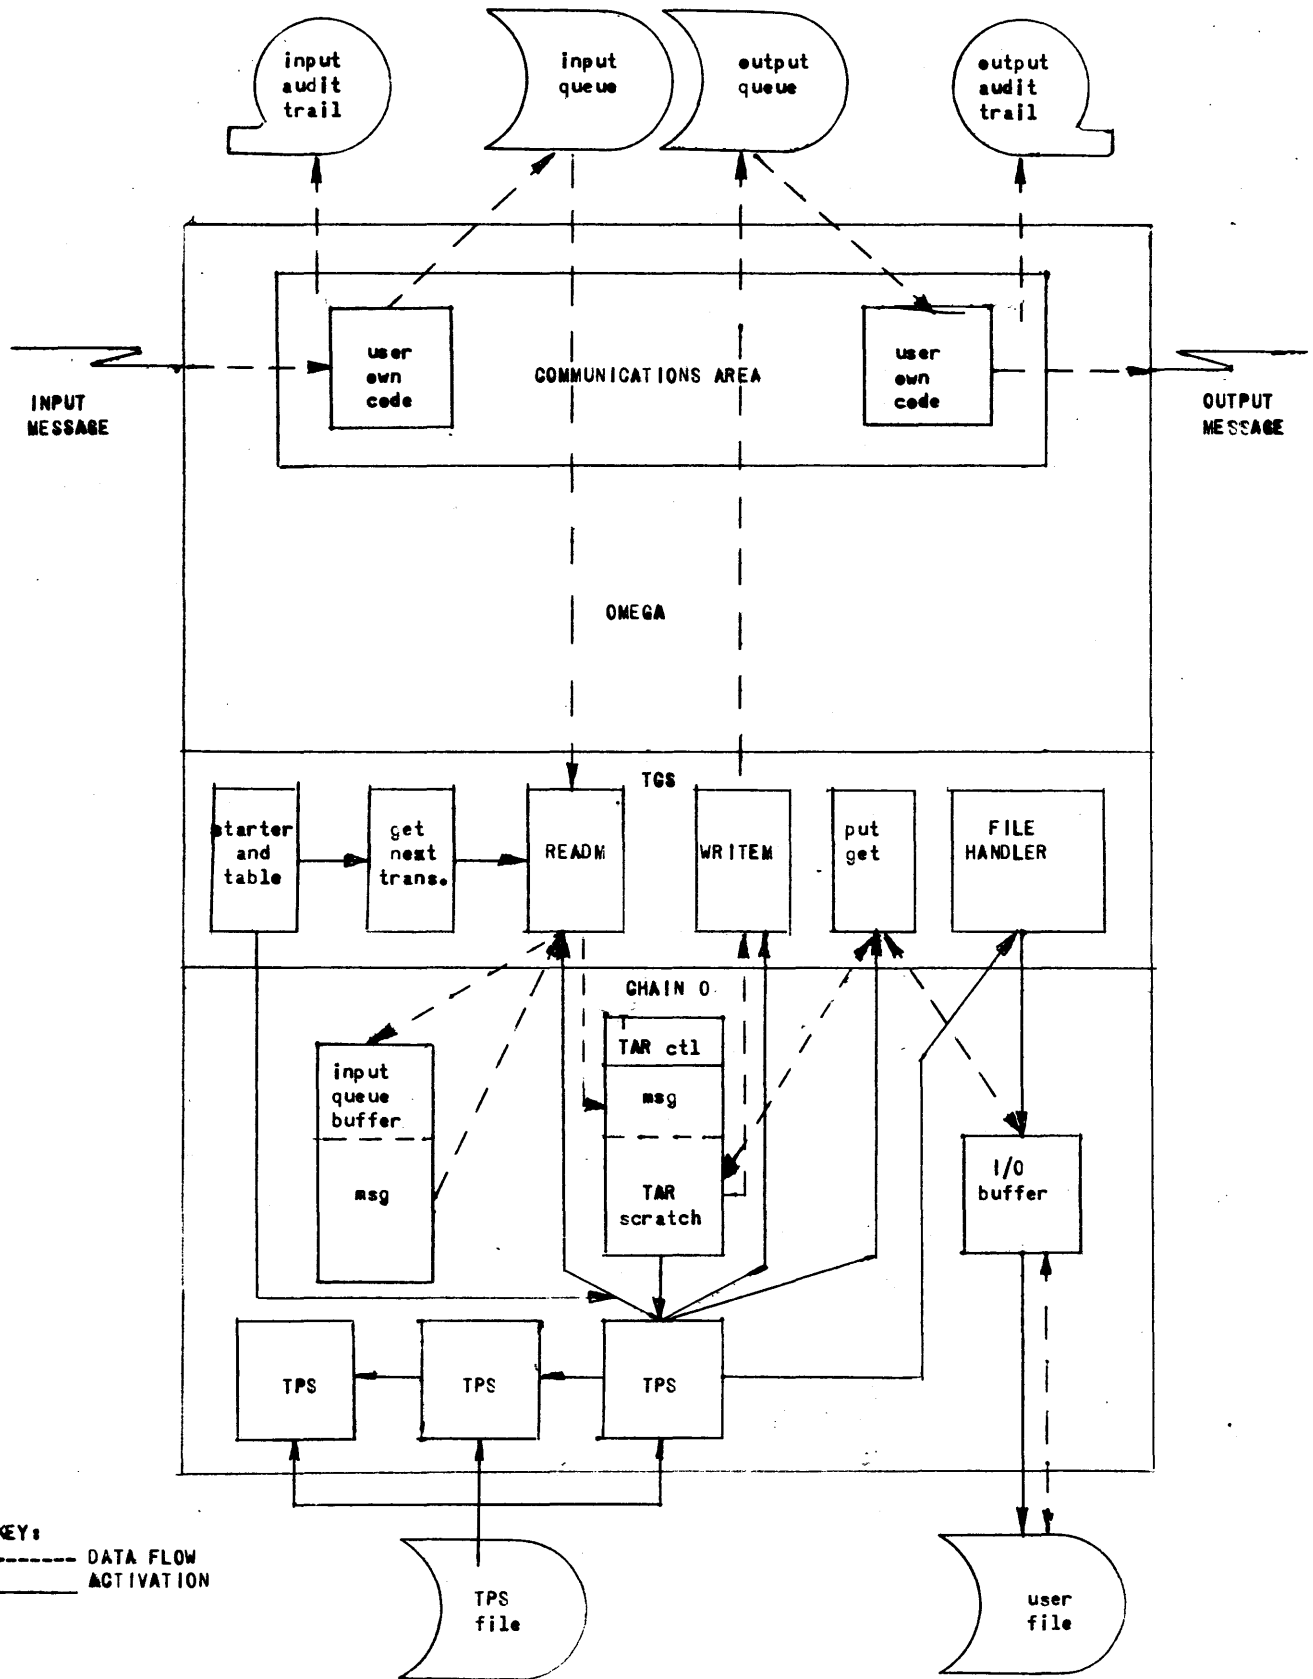 input
audit
trail
input
queue
output
queue
output
audit
trail
user
own
code
COMMUNICATIONS AREA
user
own
code
INPUT
MESSAGE
OUTPUT
MESSAGE
OMEGA
TGS
starter
and
table
get
next
trans.
READM
WRITEM
put
get
FILE
HANDLER
CHAIN 0
TAR ctl
input
queue
buffer
msg
msg
TAR
scratch
I/O
buffer
TPS
TPS
TPS
KEY:
DATA FLOW
ACTIVATION
TPS
file
user
file